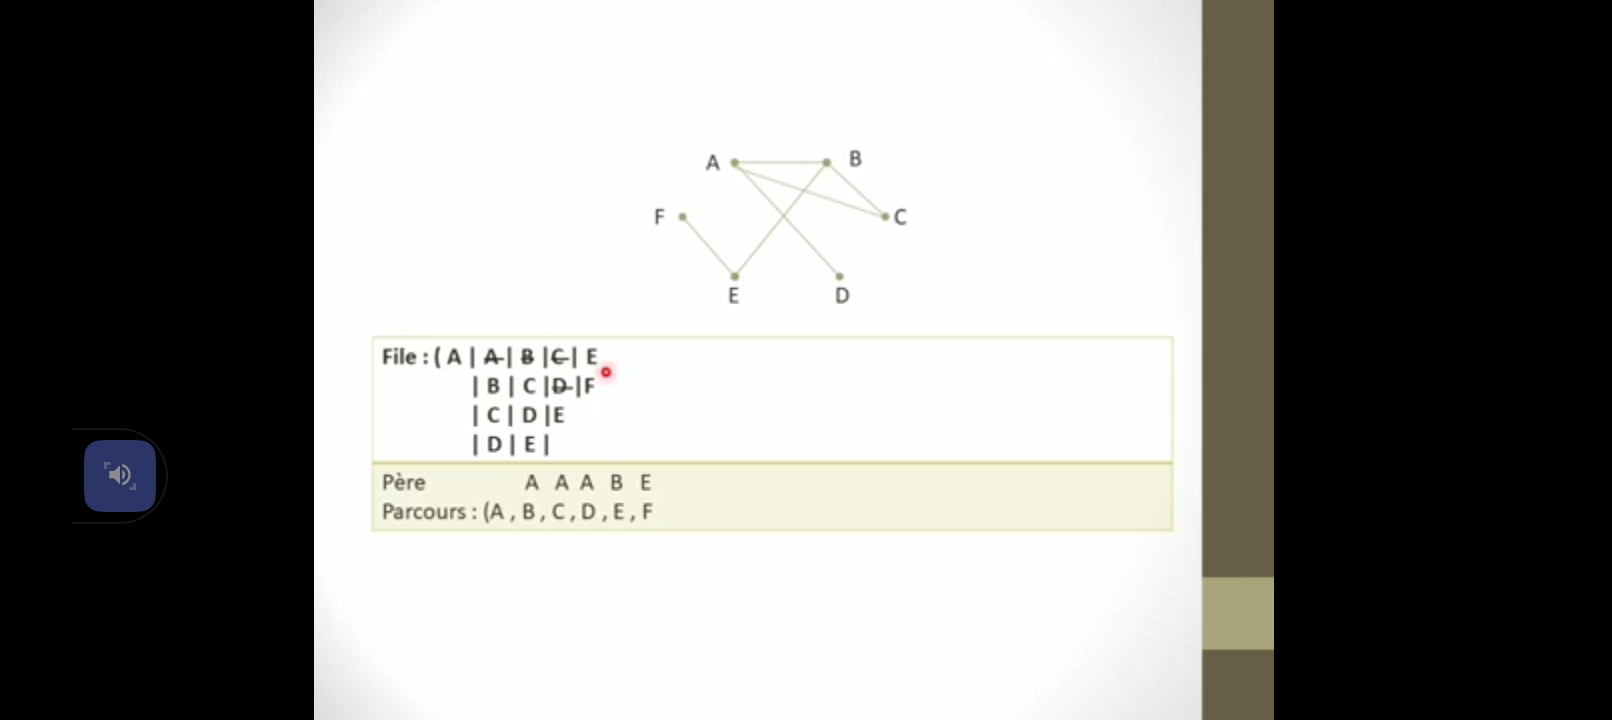 A B
F C
E D
File : ( A | A | B | C | E
| B | C | D | F
| C | D | E
| D | E |
Père A A A B E
Parcours : (A , B , C , D , E , F